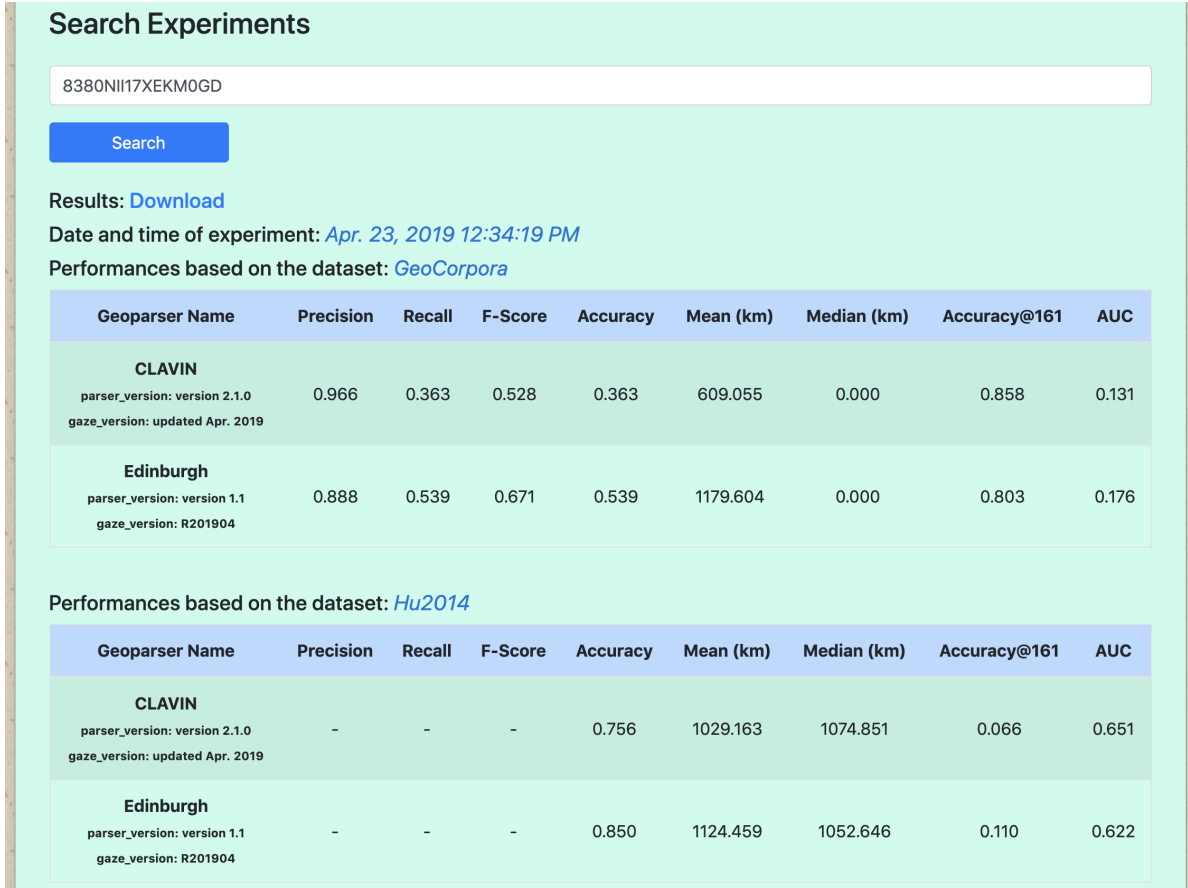 Search Experiments
8380NII17XEKM0GD
Search
Results: Download
Date and time of experiment: Apr. 23, 2019 12:34:19 PM
Performances based on the dataset: GeoCorpora
Geoparser Name Precision Recall F-Score Accuracy Mean (km) Median (km) Accuracy@161 AUC
CLAVIN
parser_version: version 2.1.0 0.966 0.363 0.528 0.363 609.055 0.000 0.858 0.131
gaze_version: updated Apr. 2019
Edinburgh
parser_version: version 1.1 0.888 0.539 0.671 0.539 1179.604 0.000 0.803 0.176
gaze_version: R201904
Performances based on the dataset: Hu2014
Geoparser Name Precision Recall F-Score Accuracy Mean (km) Median (km) Accuracy@161 AUC
CLAVIN
parser_version: version 2.1.0 - - - 0.756 1029.163 1074.851 0.066 0.651
gaze_version: updated Apr. 2019
Edinburgh
parser_version: version 1.1 - - - 0.850 1124.459 1052.646 0.110 0.622
gaze_version: R201904